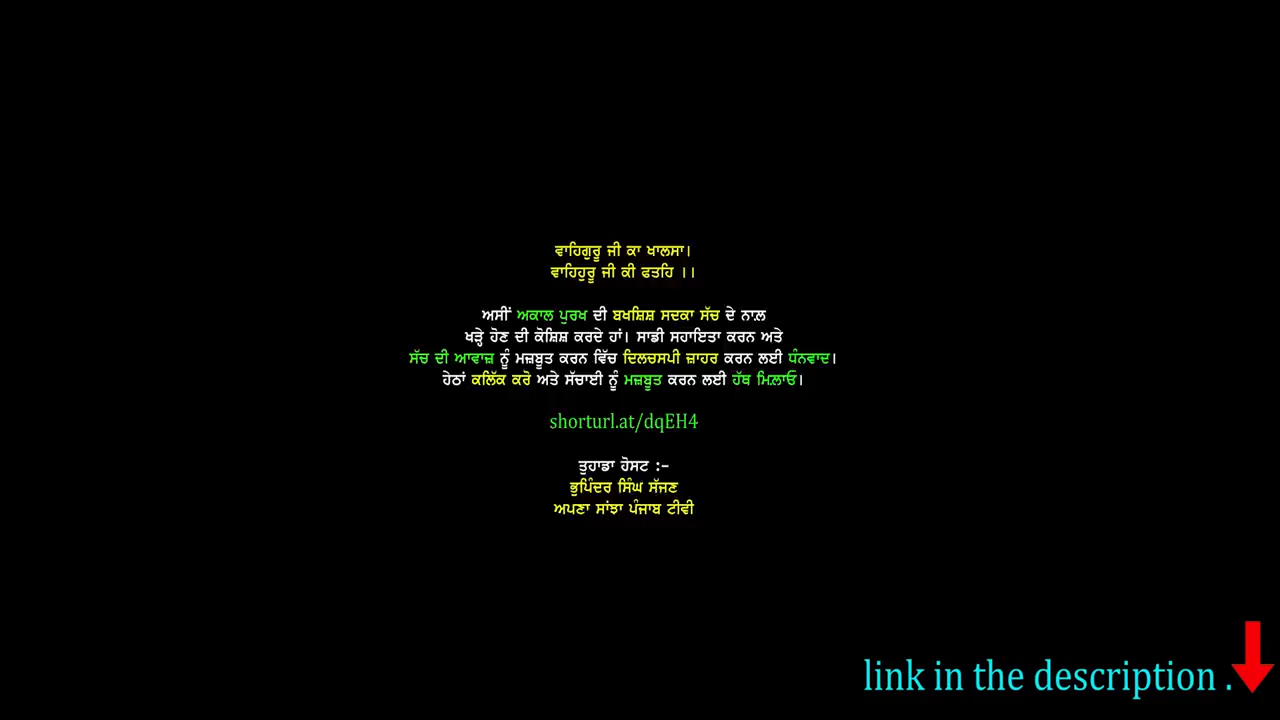 ਵਾਹਿਗੁਰੂ ਜੀ ਕਾ ਖਾਲਸਾ।
ਵਾਹਿਹੁਰੂ ਜੀ ਕੀ ਫਤਹਿ ।।
ਅਸੀਂ ਅਕਾਲ ਪੁਰਖ ਦੀ ਬਖਸ਼ਿਸ਼ ਸਦਕਾ ਸੱਚ ਦੇ ਨਾਲ਼
ਖੜ੍ਹੇ ਹੋਣ ਦੀ ਕੋਸ਼ਿਸ਼ ਕਰਦੇ ਹਾਂ। ਸਾਡੀ ਸਹਾਇਤਾ ਕਰਨ ਅਤੇ
ਸੱਚ ਦੀ ਆਵਾਜ਼ ਨੂੰ ਮਜ਼ਬੂਤ ਕਰਨ ਵਿੱਚ ਦਿਲਚਸਪੀ ਜ਼ਾਹਰ ਕਰਨ ਲਈ ਧੰਨਵਾਦ।
ਹੇਠਾਂ ਕਲਿੱਕ ਕਰੋ ਅਤੇ ਸੱਚਾਈ ਨੂੰ ਮਜ਼ਬੂਤ ਕਰਨ ਲਈ ਹੱਥ ਮਿਲਾਓ।
shorturl.at/dqEH4
ਤੁਹਾਡਾ ਹੋਸਟ :-
ਭੁਪਿੰਦਰ ਸਿੰਘ ਸੱਜਣ
ਅਪਣਾ ਸਾਂਝਾ ਪੰਜਾਬ ਟੀਵੀ
link in the description .